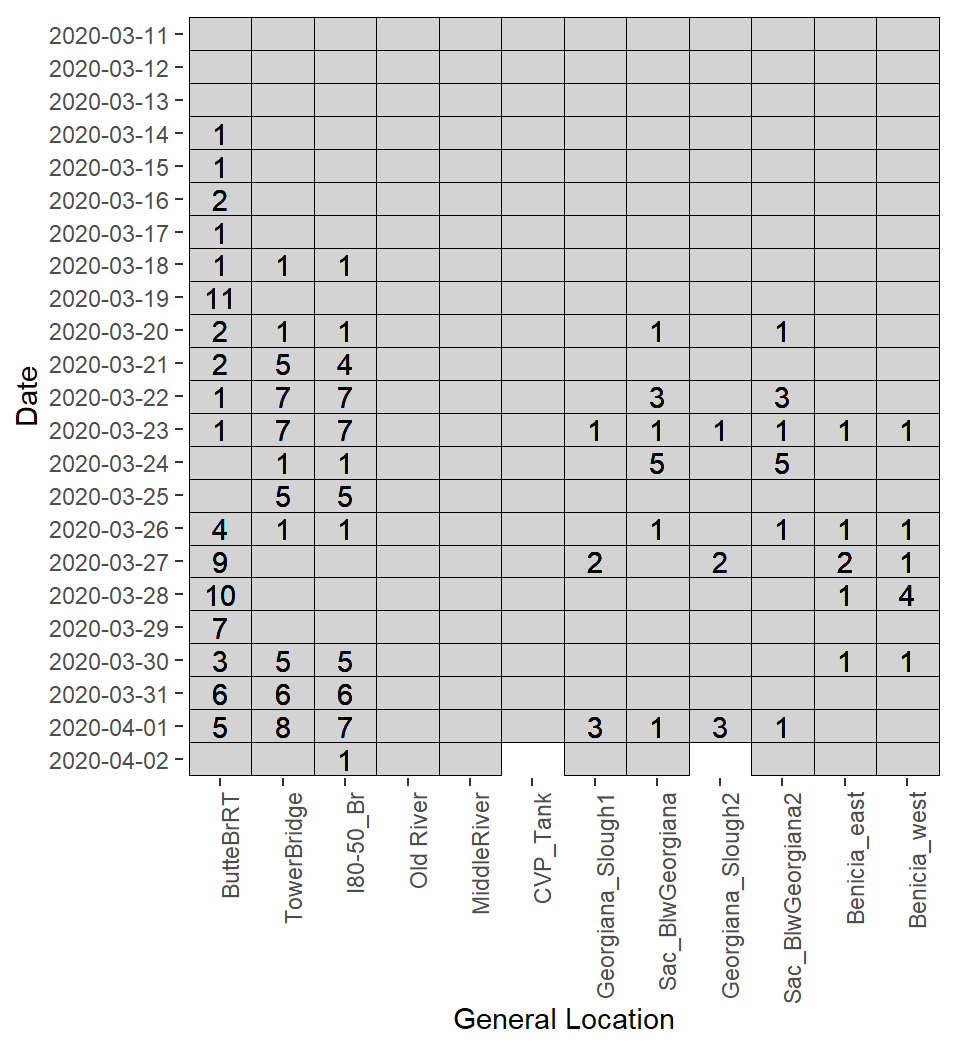 2020-03-11
2020-03-12
2020-03-13
2020-03-14 1
2020-03-15 1
2020-03-16 2
2020-03-17 1
2020-03-18 1 1 1
2020-03-19 11
2020-03-20 2 1 1 1 1
2020-03-21 2 5 4
2020-03-22 1 7 7 3 3
2020-03-23 1 7 7 1 1 1 1 1 1
2020-03-24 1 1 5 5
2020-03-25 5 5
2020-03-26 4 1 1 1 1 1 1
2020-03-27 9 2 2 2 1
2020-03-28 10 1 4
2020-03-29 7
2020-03-30 3 5 5 1 1
2020-03-31 6 6 6
2020-04-01 5 8 7 3 1 3 1
2020-04-02 1
Date
ButteBrRT
TowerBridge
I80-50_Br
Old River
MiddleRiver
CVP_Tank
Georgiana_Slough1
Sac_BlwGeorgiana
Georgiana_Slough2
Sac_BlwGeorgiana2
Benicia_east
Benicia_west
General Location